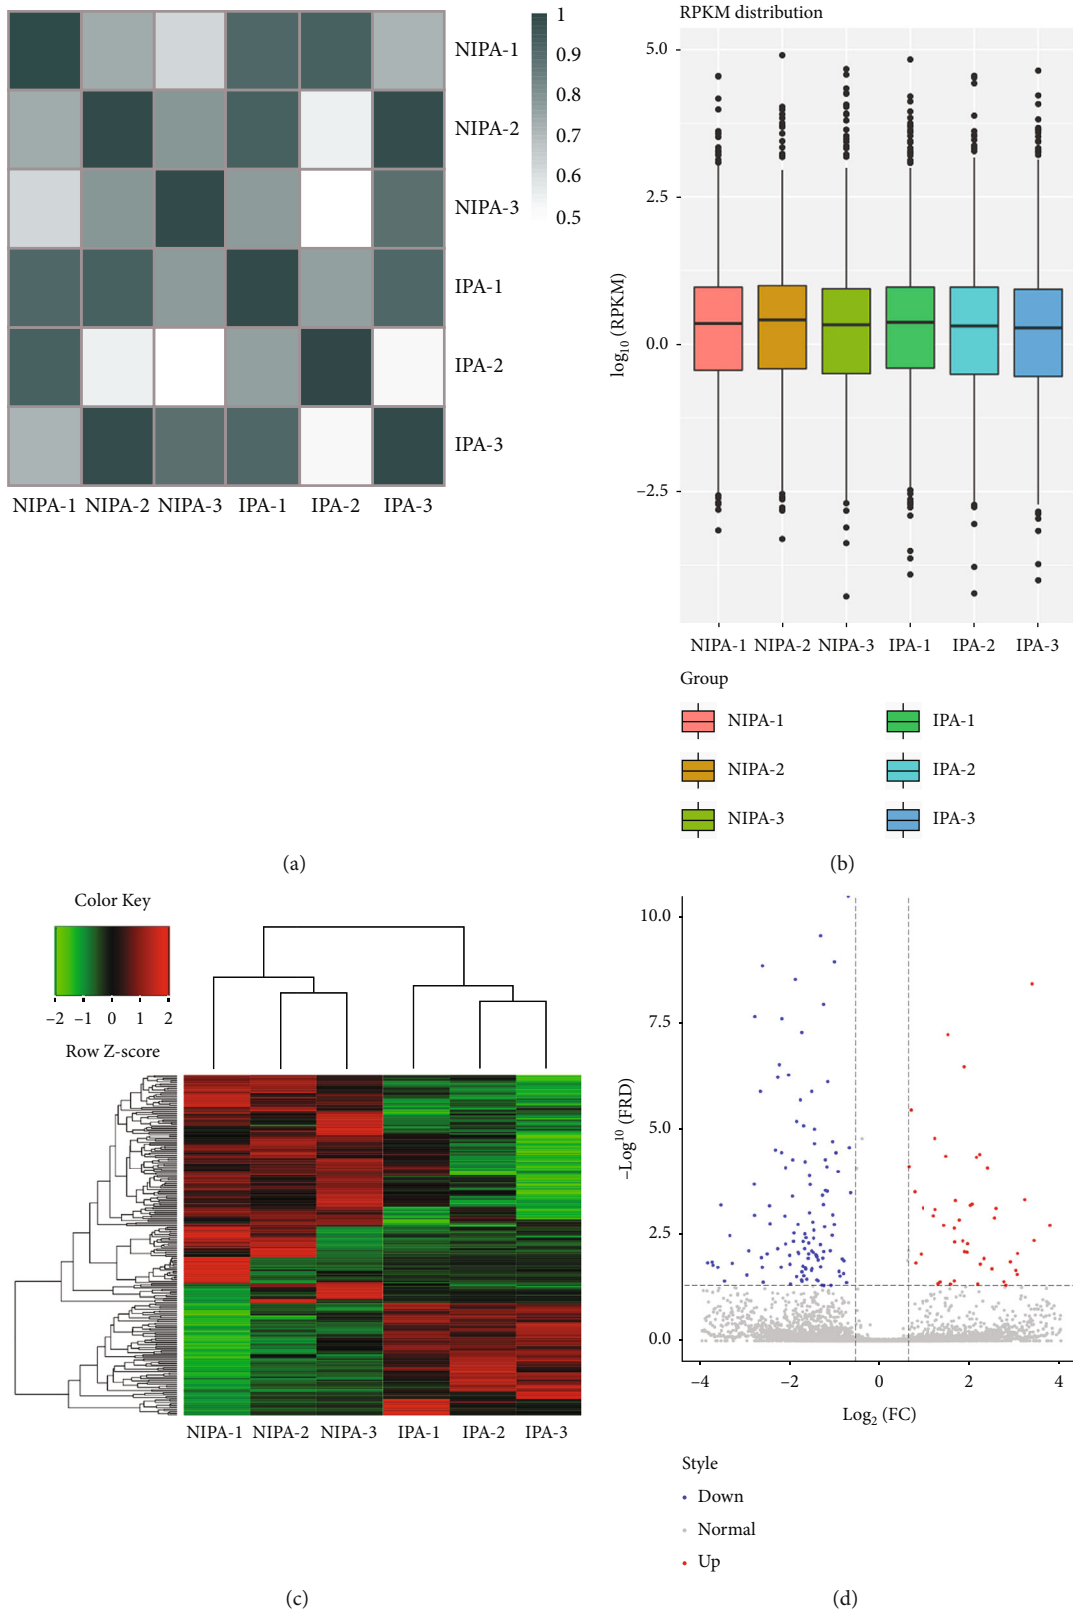 1
NIPA-1
0.9
0.8
NIPA-2
0.7
0.6
NIPA-3
0.5
IPA-1
IPA-2
IPA-3
NIPA-1 NIPA-2 NIPA-3 IPA-1 IPA-2 IPA-3
(a)
RPKM distribution
5.0
2.5
0.0
−2.5
log10 (RPKM)
NIPA-1 NIPA-2 NIPA-3 IPA-1 IPA-2 IPA-3
Group
NIPA-1 IPA-1
NIPA-2 IPA-2
NIPA-3 IPA-3
(b)
Color Key
−2 −1 0 1 2
Row Z-score
NIPA-1 NIPA-2 NIPA-3 IPA-1 IPA-2 IPA-3
(c)
10.0
7.5
5.0
2.5
0.0
−Log10 (FRD)
−4 −2 0 2 4
Log2 (FC)
Style
Down
Normal
Up
(d)